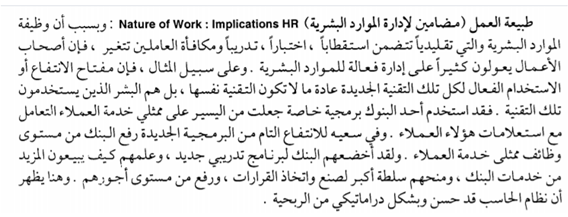 طبيعة العمل (مضامين لإدارة الموارد البشرية) Nature of Work : Implications HR : وبسبب أن وظيفة
الموارد البشرية والتي تقليدياً تتضمن استقطاباً ، اختباراً ، تدريباً ومكافأة العاملين تتغير ، فإن أصحاب
الأعمال يعولون كثيراً على إدارة فعالة للموارد البشرية . وعلى سبيل المثال ، فإن مفتاح الانتفاع أو
الاستخدام الفعال لكل تلك التقنية الجديدة عادة ما لا تكون التقنية نفسها ، بل هم البشر الذين يستخدمون
تلك التقنية . فقد استخدم أحد البنوك برمجية خاصة جعلت من اليسير على ممثلي خدمة العملاء التعامل
مع استعلامات هؤلاء العملاء . وفي سعيه للانتفاع التام من البرمجية الجديدة رفع البنك من مستوى
وظائف ممثلى خدمة العملاء . ولقد أخضعهم البنك لبرنامج تدريبي جديد ، وعلمهم كيف يبيعون المزيد
من خدمات البنك ، ومنحهم سلطة أكبر لصنع واتخاذ القرارات ، ورفع من مستوى أجورهم . وهنا يظهر
أن نظام الحاسب قد حسن وبشكل دراماتيكي من الربحية .